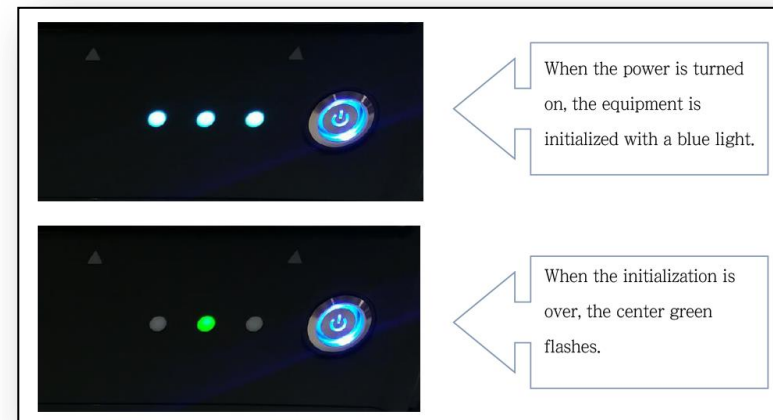 When the power is turned
on, the equipment is
initialized with a blue light.
When the initialization is
over, the center green
flashes.